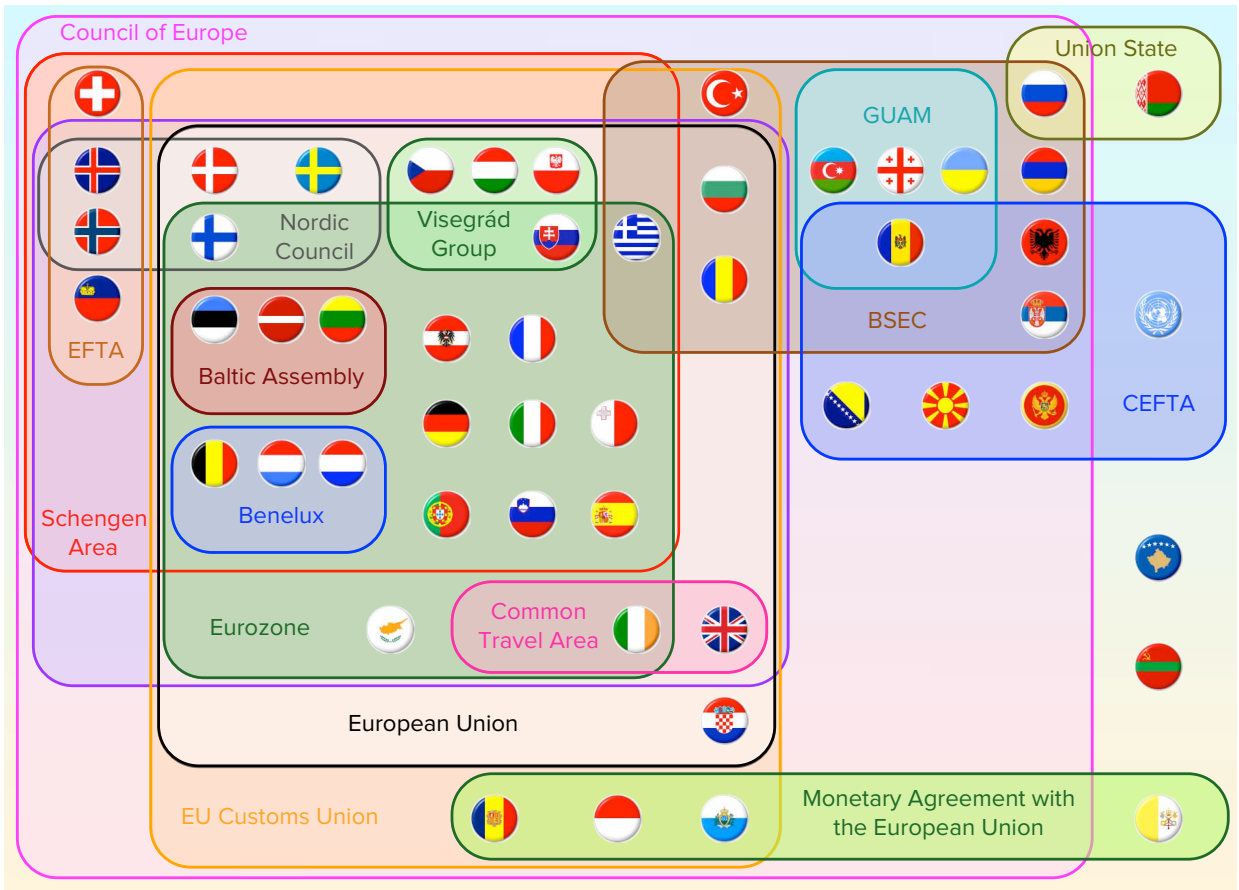 Council of Europe
Union State
GUAM
Nordic
Council
Visegrád
Group
BSEC
EFTA
Baltic Assembly
CEFTA
Schengen
Area
Benelux
Eurozone
Common
Travel Area
European Union
EU Customs Union
Monetary Agreement with
the European Union